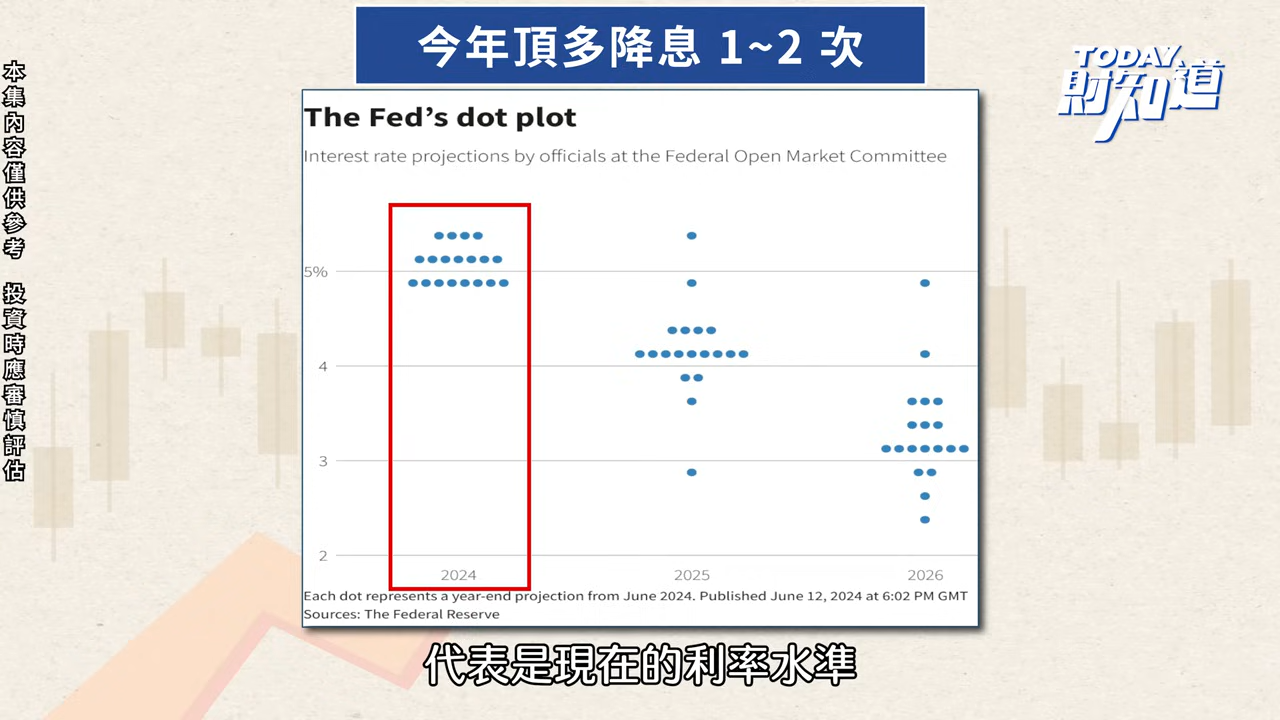 今年頂多降息 1~2 次
TODAY
財知道
本集內容僅供參考 投資時應審慎評估
The Fed's dot plot
Interest rate projections by officials at the Federal Open Market Committee
5%
4
3
2
2024 2025 2026
Each dot represents a year-end projection from June 2024. Published June 12, 2024 at 6:02 PM GMT
Sources: The Federal Reserve
代表是現在的利率水準